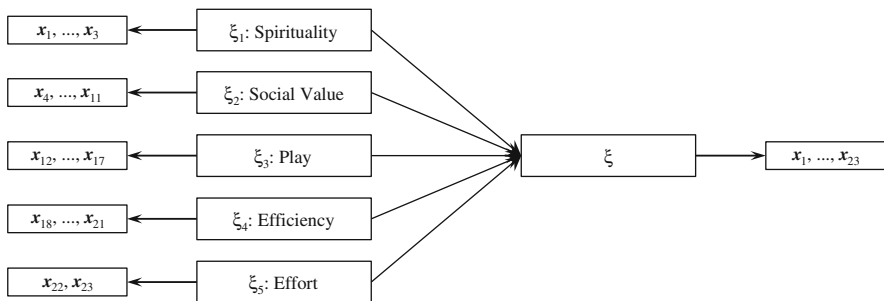 x₁, ..., x₃
ξ₁: Spirituality
x₄, ..., x₁₁
ξ₂: Social Value
x₁₂, ..., x₁₇
ξ₃: Play
ξ
x₁, ..., x₂₃
x₁₈, ..., x₂₁
ξ₄: Efficiency
x₂₂, x₂₃
ξ₅: Effort